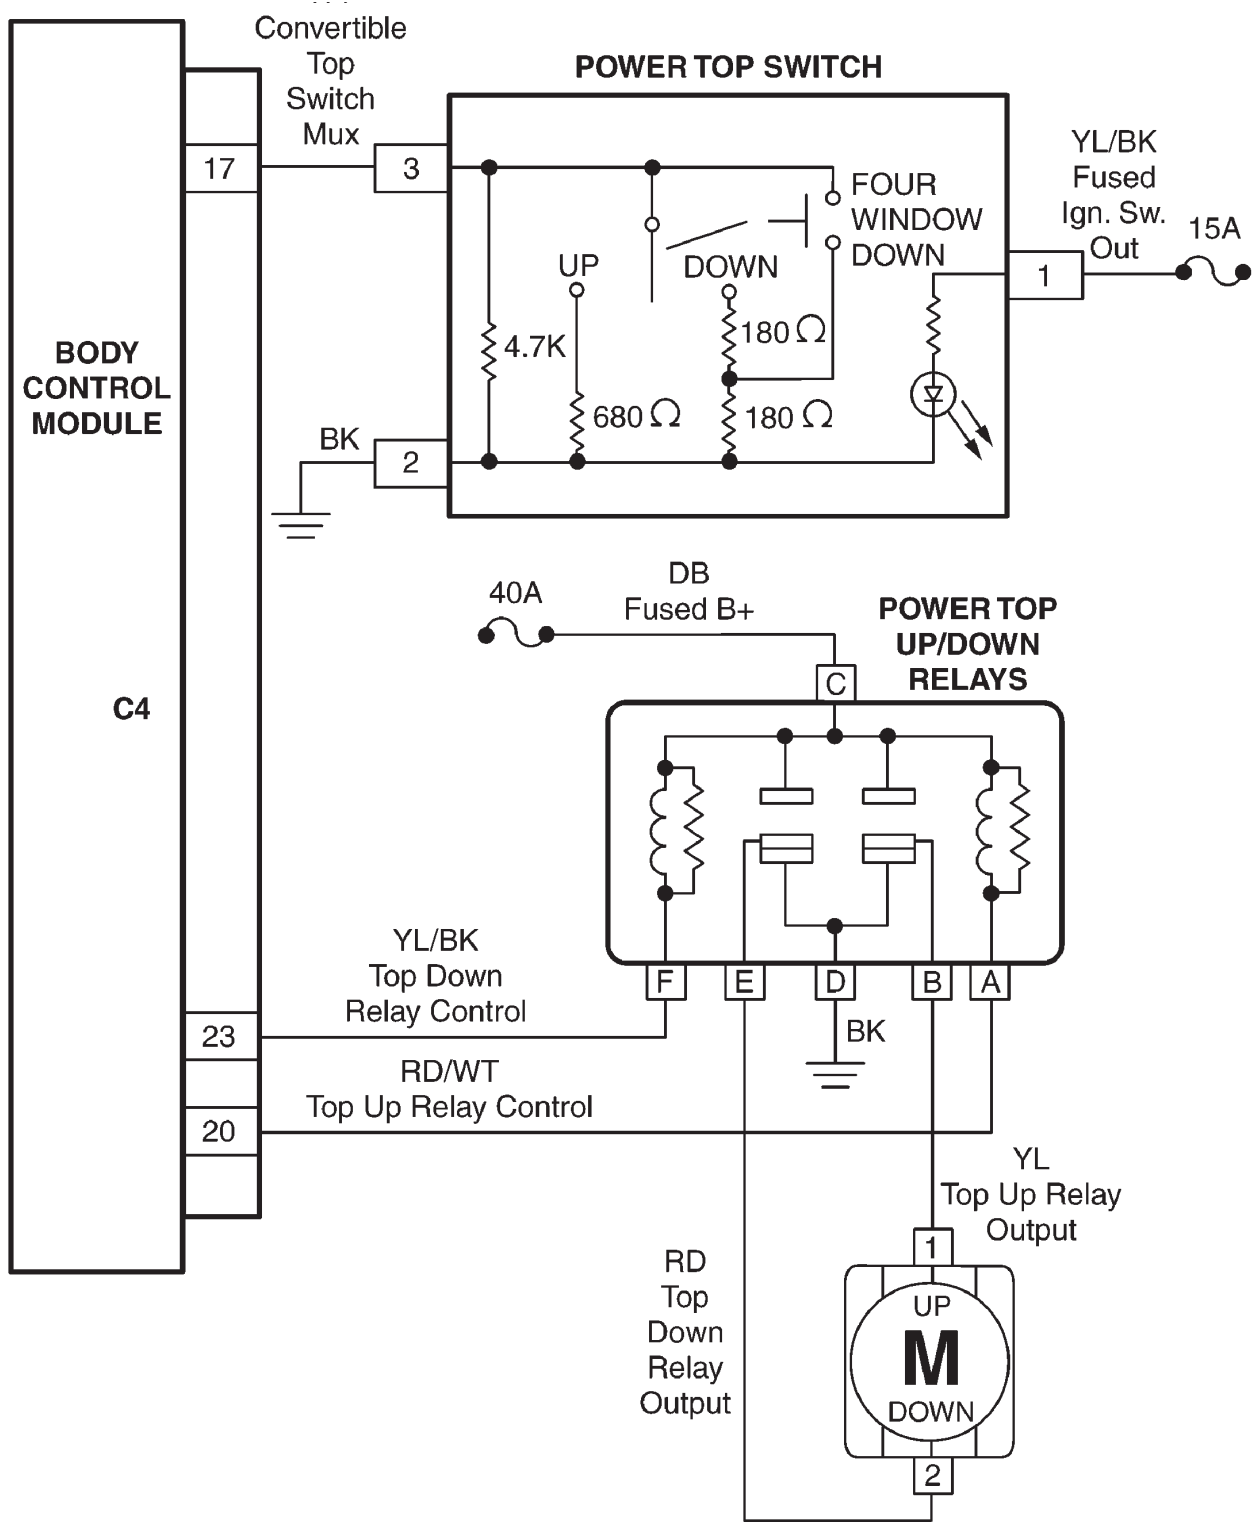 Convertible
Top
Switch
Mux
POWER TOP SWITCH
17
3
YL/BK
Fused
Ign. Sw.
Out
15A
FOUR
WINDOW
DOWN
UP
DOWN
1
4.7K
180 Ω
680 Ω
180 Ω
BK
2
BODY
CONTROL
MODULE
C4
40A
DB
Fused B+
POWER TOP
UP/DOWN
RELAYS
C
F
E
D
B
A
YL/BK
Top Down
Relay Control
23
BK
RD/WT
Top Up Relay Control
20
YL
Top Up Relay
Output
1
RD
Top
Down
Relay
Output
UP
M
DOWN
2